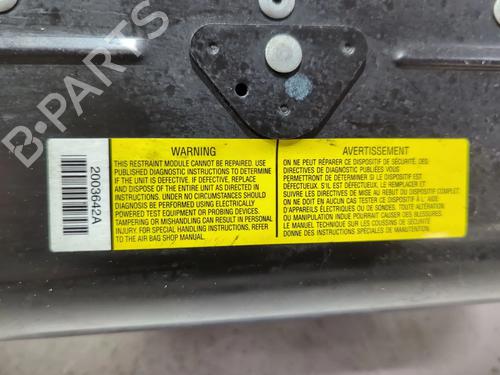 B-PARTS
WARNING
THIS RESTRAINT MODULE CANNOT BE REPAIRED. USE
PUBLISHED DIAGNOSTIC INSTRUCTIONS TO DETERMINE
IF THE UNIT IS DEFECTIVE. IF DEFECTIVE, REPLACE
AND DISPOSE OF THE ENTIRE UNIT AS DIRECTED IN
INSTRUCTIONS. UNDER NO CIRCUMSTANCES SHOULD
DIAGNOSIS BE PERFORMED USING ELECTRICALLY
POWERED TEST EQUIPMENT OR PROBING DEVICES.
TAMPERING OR MISHANDLING CAN RESULT IN PERSONAL
INJURY. FOR SPECIAL HANDLING INSTRUCTIONS, REFER
TO THE AIR BAG SHOP MANUAL.
2003642A
AVERTISSEMENT
ON NE PEUT RÉPARER CE DISPOSITIF DE SÉCURITÉ. DES
DIRECTIVES DE DIAGNOSTIC PUBLIÉES VOUS
PERMETTRONT DE DÉTERMINER SI LE DISPOSITIF EST
DÉFECTUEUX. S'IL EST DÉFECTUEUX, LE REMPLACER ET
SUIVRE LES DIRECTIVES DE MISE AU REBUT DU DISPOSITIF COMPLET.
ON NE DOIT EN AUCUN CAS TESTER CE DISPOSITIF À L' AIDE
D'APPAREILS ÉLECTRIQUES OU DE SONDES. TOUTE ALTÉRATION
OU MANIPULATION INDUE POURRAIT CAUSER DES BLESSURES.
LE MANUEL TECHNIQUE SUR LES COUSSINS DE SÉCURITÉ
DONNE DES INSTRUCTIONS SPÉCIALES DE MANUTENTION.